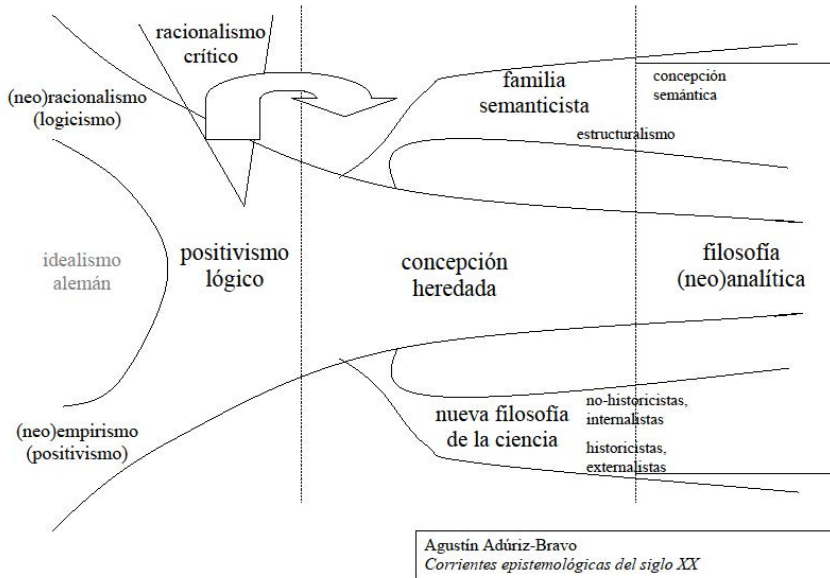 racionalismo
crítico
(neo)racionalismo
(logicismo)
familia
semanticista
concepción
semántica
estructuralismo
idealismo
alemán
positivismo
lógico
concepción
heredada
filosofía
(neo)analítica
(neo)empirismo
(positivismo)
nueva filosofía
de la ciencia
no-historicistas,
internalistas
historicistas,
externalistas
Agustín Adúriz-Bravo
Corrientes epistemológicas del siglo XX